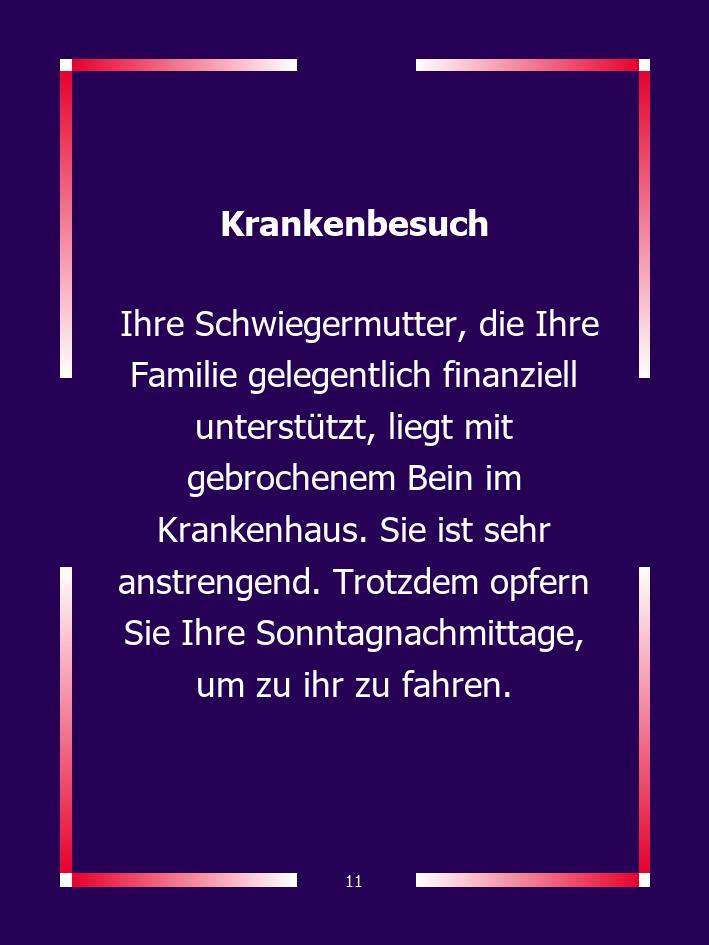 Krankenbesuch
Ihre Schwiegermutter, die Ihre
Familie gelegentlich finanziell
unterstützt, liegt mit
gebrochenem Bein im
Krankenhaus. Sie ist sehr
anstrengend. Trotzdem opfern
Sie Ihre Sonntagnachmittage,
um zu ihr zu fahren.
11